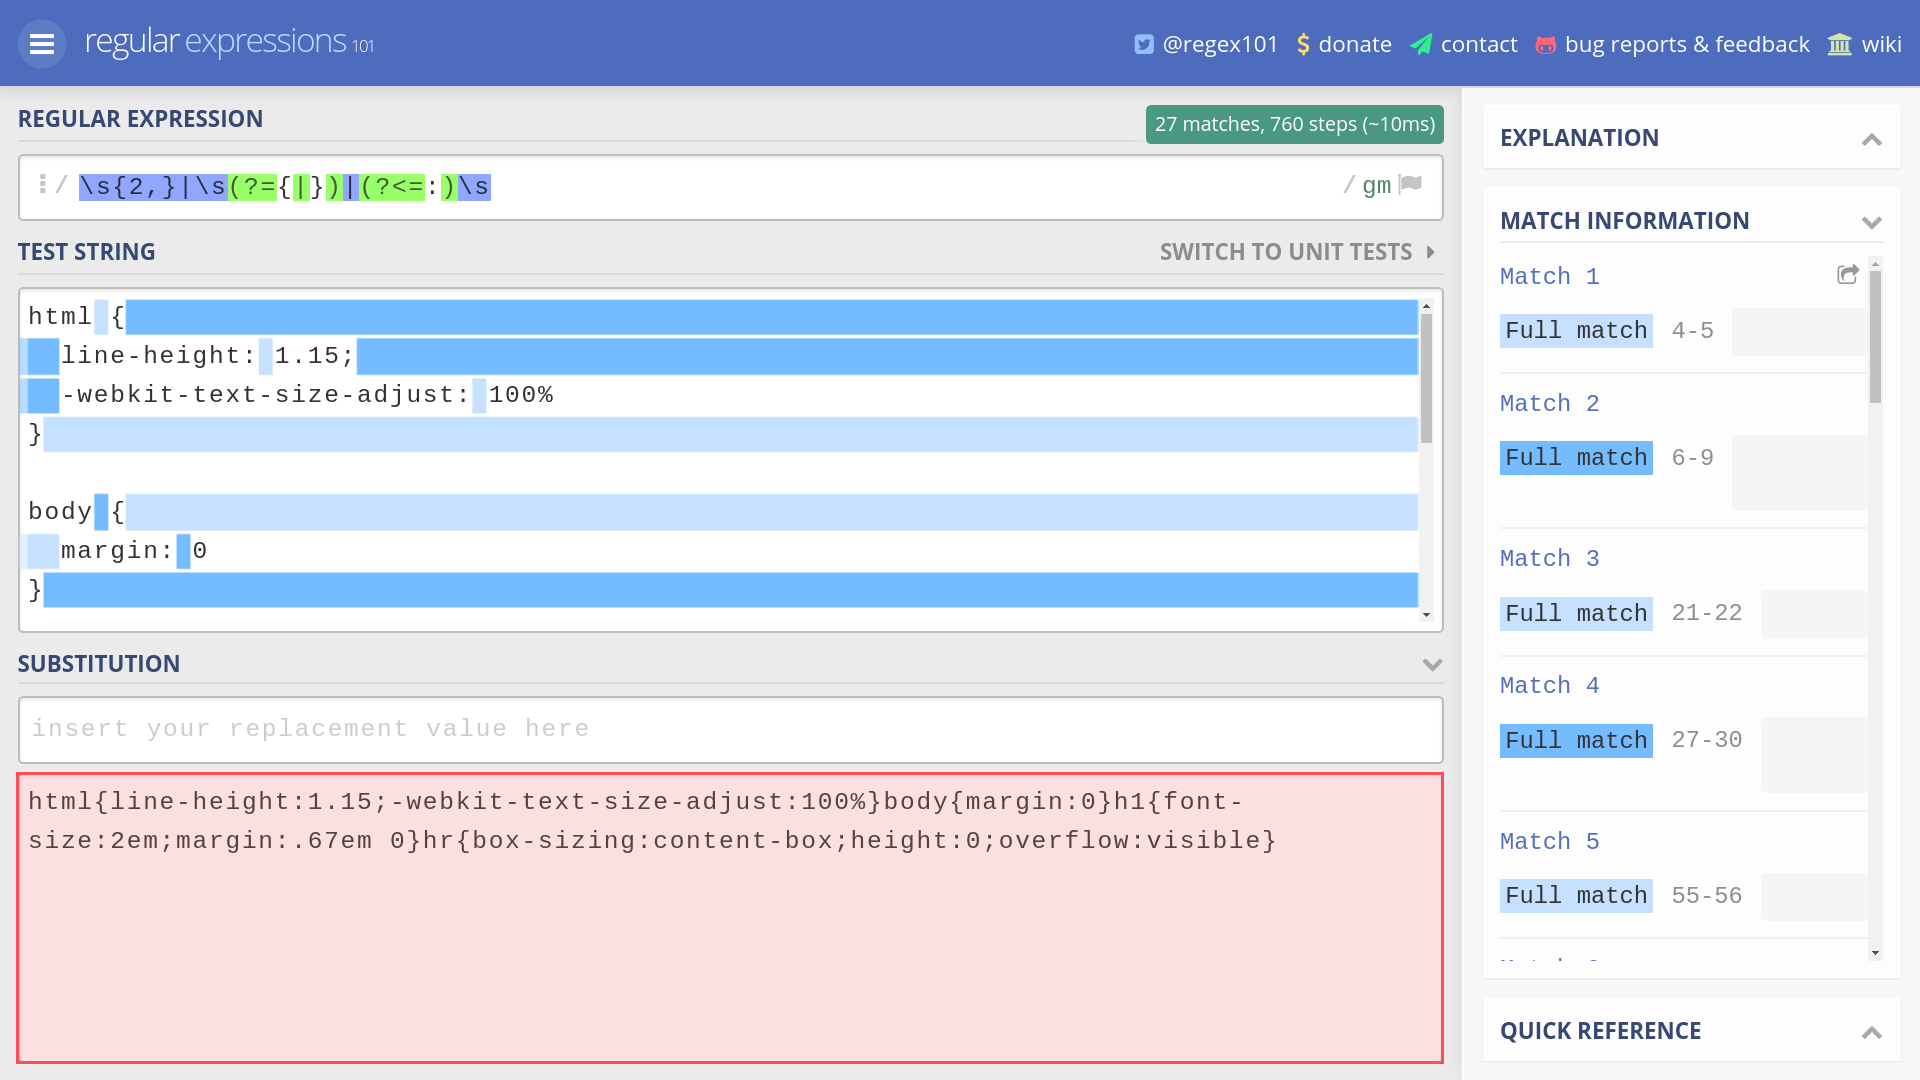 regular expressions 101
@regex101 donate contact bug reports & feedback wiki
REGULAR EXPRESSION
27 matches, 760 steps (~10ms)
/ \s{2,}|\s(?={|})|(?<=:)\s / gm
TEST STRING
SWITCH TO UNIT TESTS
html {
  line-height: 1.15;
  -webkit-text-size-adjust: 100%
}

body {
  margin: 0
}
SUBSTITUTION
insert your replacement value here
html{line-height:1.15;-webkit-text-size-adjust:100%}body{margin:0}h1{font-
size:2em;margin:.67em 0}hr{box-sizing:content-box;height:0;overflow:visible}
EXPLANATION
MATCH INFORMATION
Match 1
Full match 4-5
Match 2
Full match 6-9
Match 3
Full match 21-22
Match 4
Full match 27-30
Match 5
Full match 55-56
QUICK REFERENCE